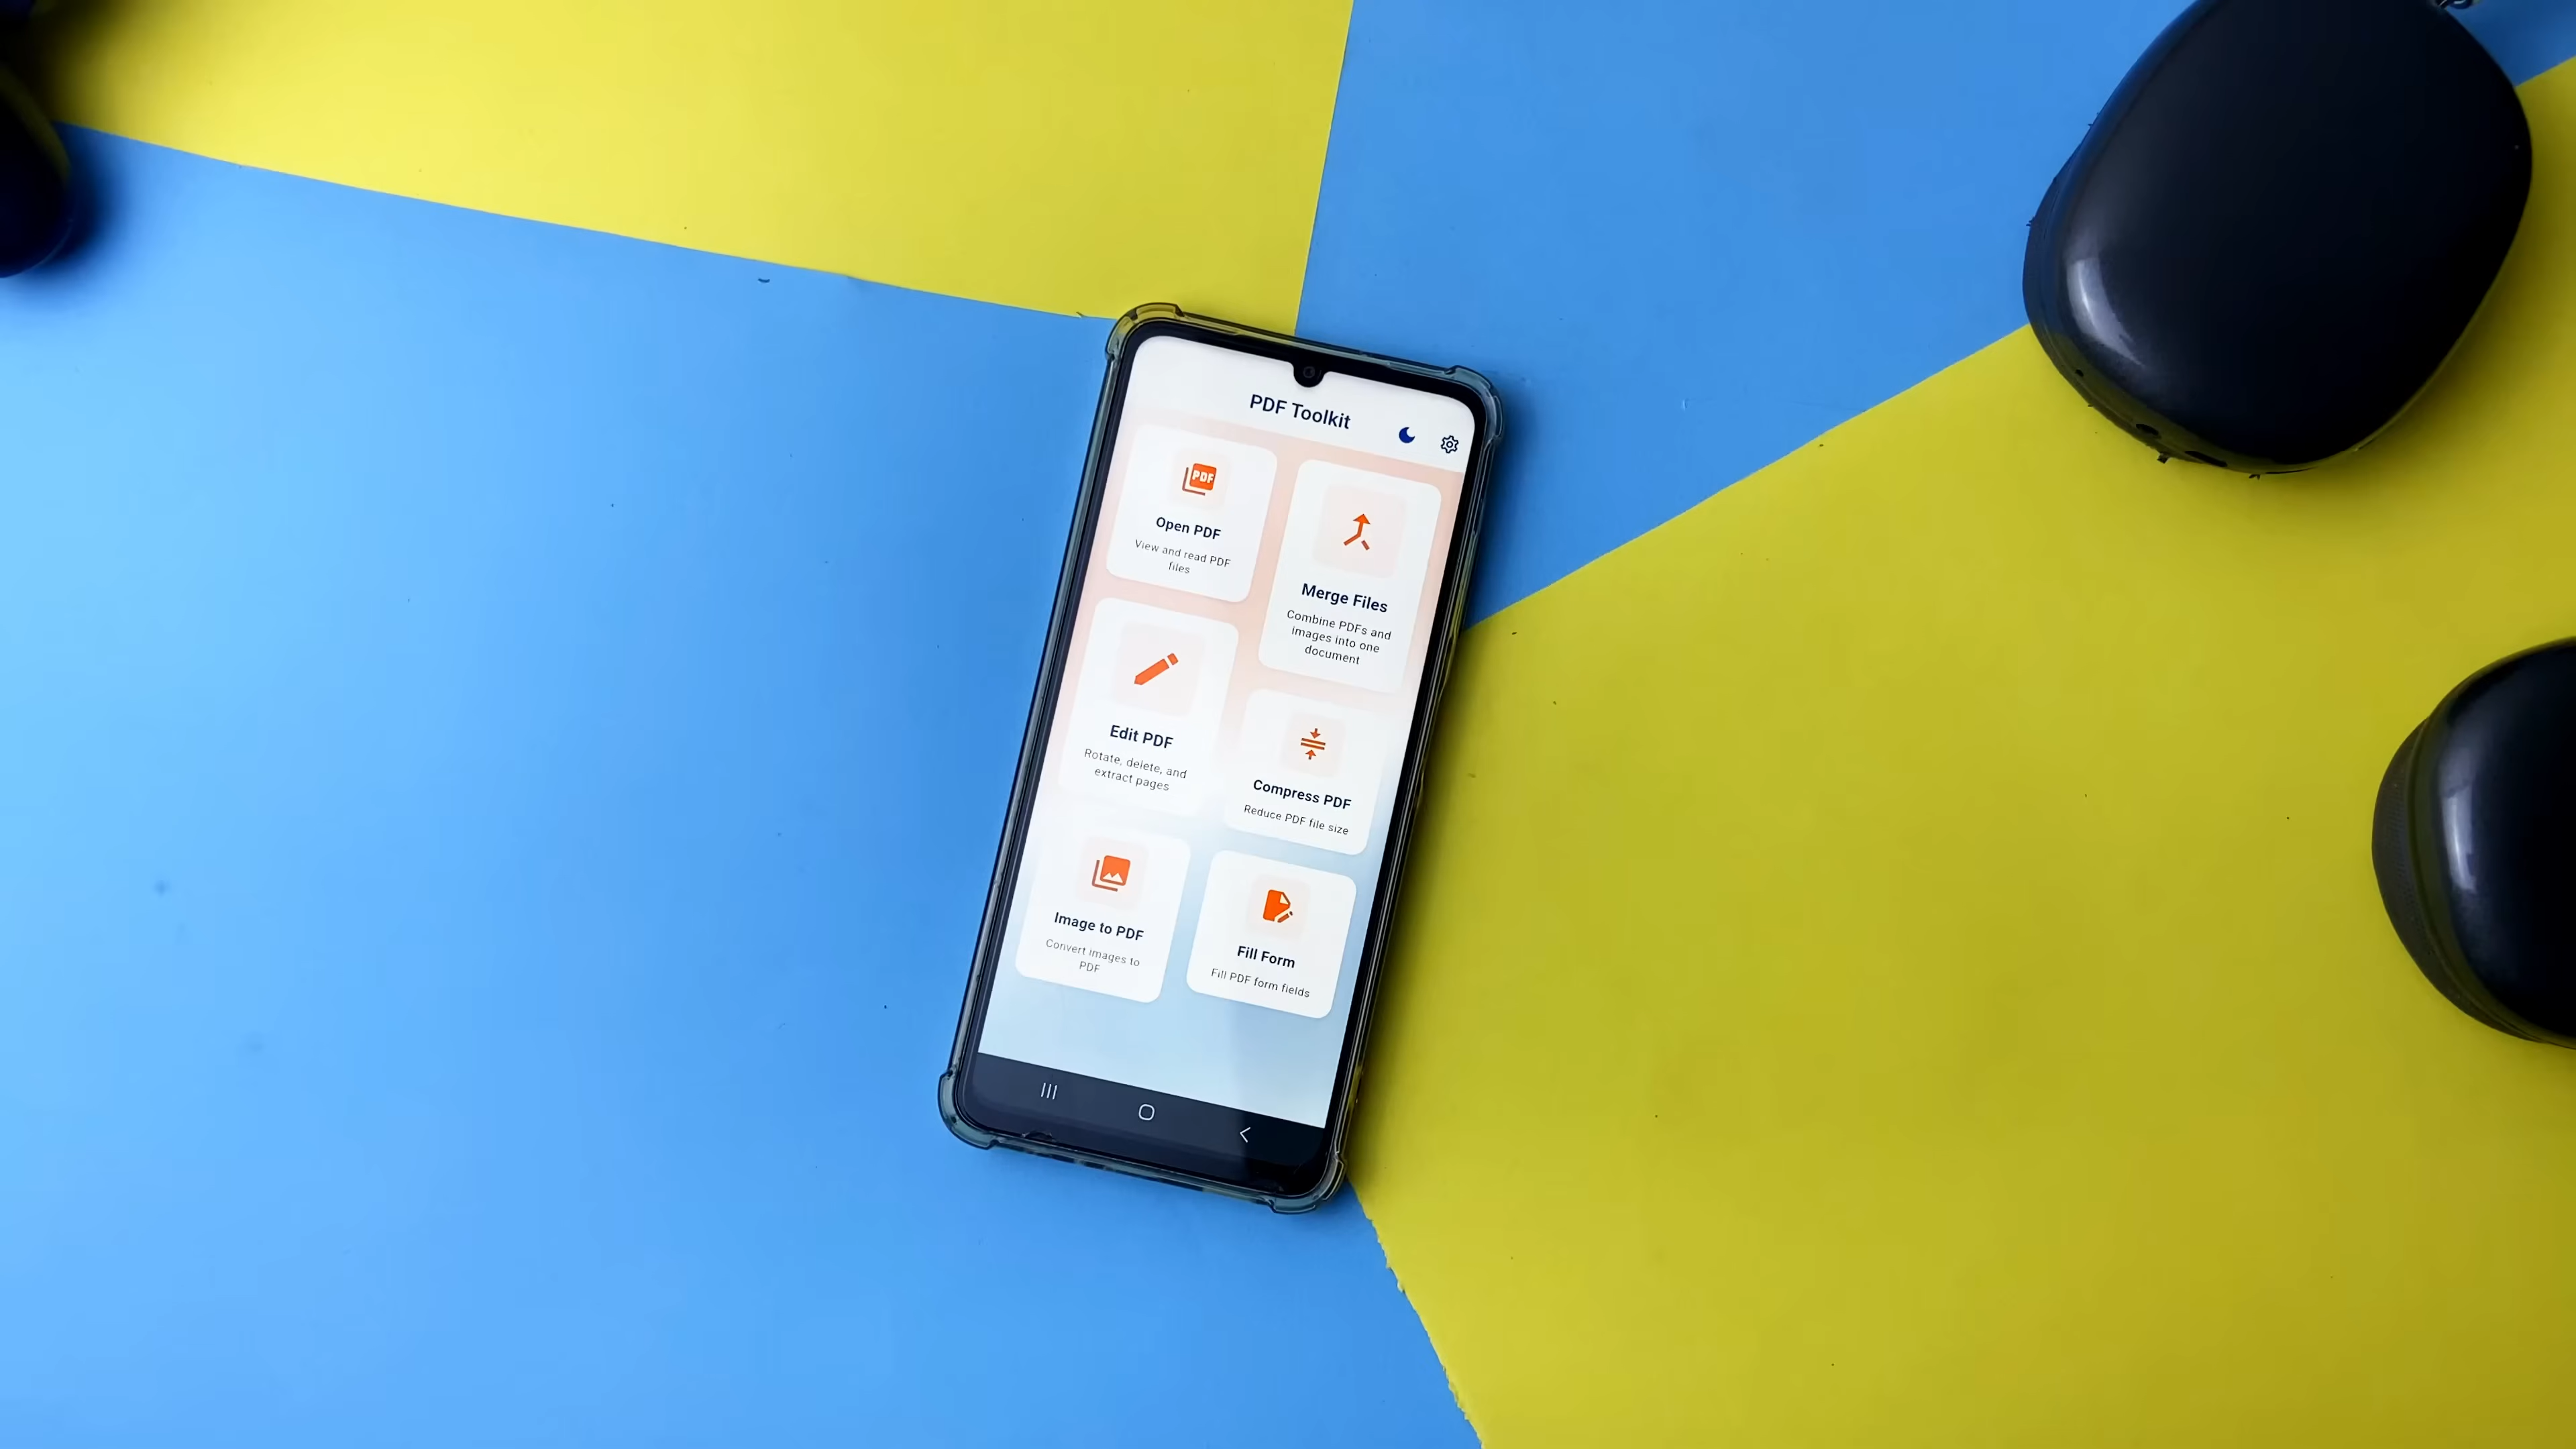 PDF Toolkit
PDF
Open PDF
View and read PDF
files
Merge Files
Combine PDFs and
images into one
document
Edit PDF
Rotate, delete, and
extract pages
Compress PDF
Reduce PDF file size
Image to PDF
Convert images to
PDF
Fill Form
Fill PDF form fields